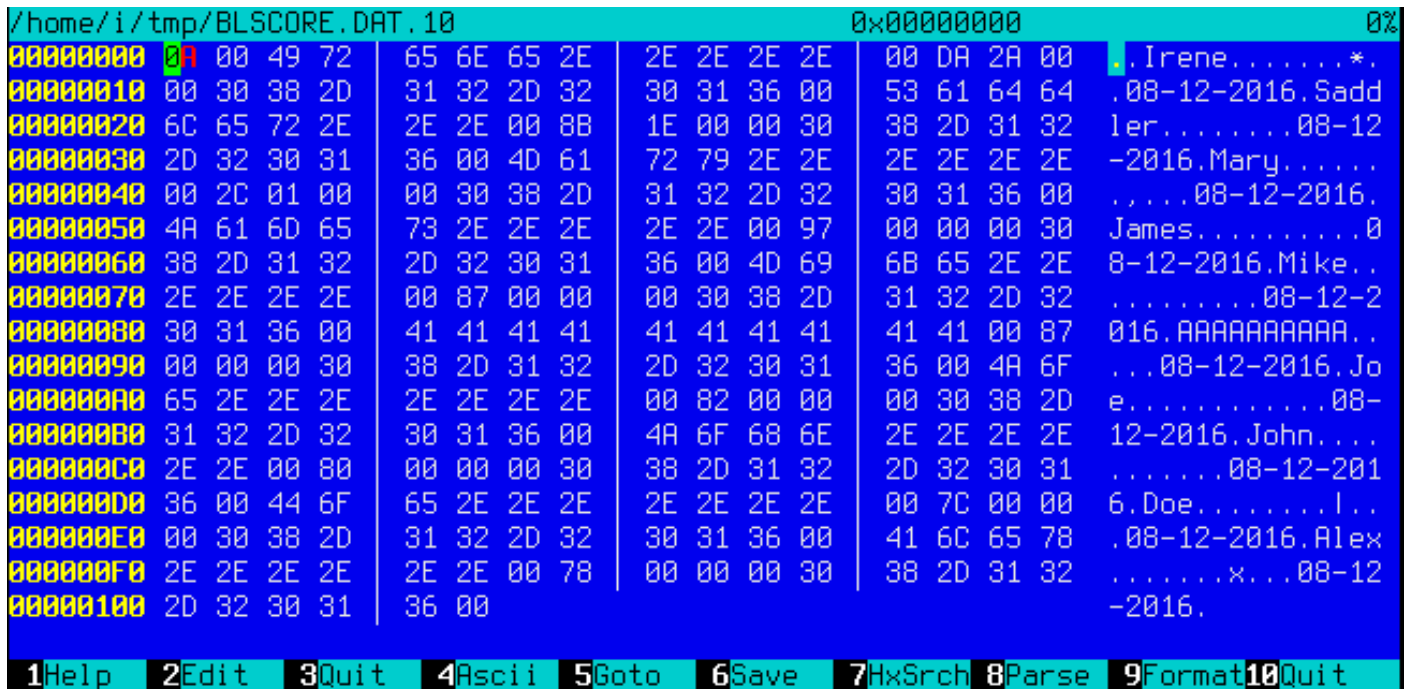 /home/i/tmp/BLSCORE.DAT.10 0x00000000 0%
00000000 0A 00 49 72 65 6E 65 2E 2E 2E 2E 2E 00 DA 2A 00 ..Irene.......*.
00000010 00 30 38 2D 31 32 2D 32 30 31 36 00 53 61 64 64 .08-12-2016.Sadd
00000020 6C 65 72 2E 2E 2E 00 8B 1E 00 00 30 38 2D 31 32 ler........08-12
00000030 2D 32 30 31 36 00 4D 61 72 79 2E 2E 2E 2E 2E 2E -2016.Mary......
00000040 00 2C 01 00 00 30 38 2D 31 32 2D 32 30 31 36 00 .,...08-12-2016.
00000050 4A 61 6D 65 73 2E 2E 2E 2E 2E 00 97 00 00 00 30 James..........0
00000060 38 2D 31 32 2D 32 30 31 36 00 4D 69 6B 65 2E 2E 8-12-2016.Mike..
00000070 2E 2E 2E 2E 00 87 00 00 00 30 38 2D 31 32 2D 32 .........08-12-2
00000080 30 31 36 00 41 41 41 41 41 41 41 41 41 41 00 87 016.AAAAAAAAAA..
00000090 00 00 00 30 38 2D 31 32 2D 32 30 31 36 00 4A 6F ...08-12-2016.Jo
000000A0 65 2E 2E 2E 2E 2E 2E 2E 00 82 00 00 00 30 38 2D e............08-
000000B0 31 32 2D 32 30 31 36 00 4A 6F 68 6E 2E 2E 2E 2E 12-2016.John....
000000C0 2E 2E 00 80 00 00 00 30 38 2D 31 32 2D 32 30 31 .......08-12-201
000000D0 36 00 44 6F 65 2E 2E 2E 2E 2E 2E 2E 00 7C 00 00 6.Doe........|..
000000E0 00 30 38 2D 31 32 2D 32 30 31 36 00 41 6C 65 78 .08-12-2016.Alex
000000F0 2E 2E 2E 2E 2E 2E 00 78 00 00 00 30 38 2D 31 32 .......x...08-12
00000100 2D 32 30 31 36 00 -2016.
1Help 2Edit 3Quit 4Ascii 5Goto 6Save 7HxSrch 8Parse 9Format 10Quit